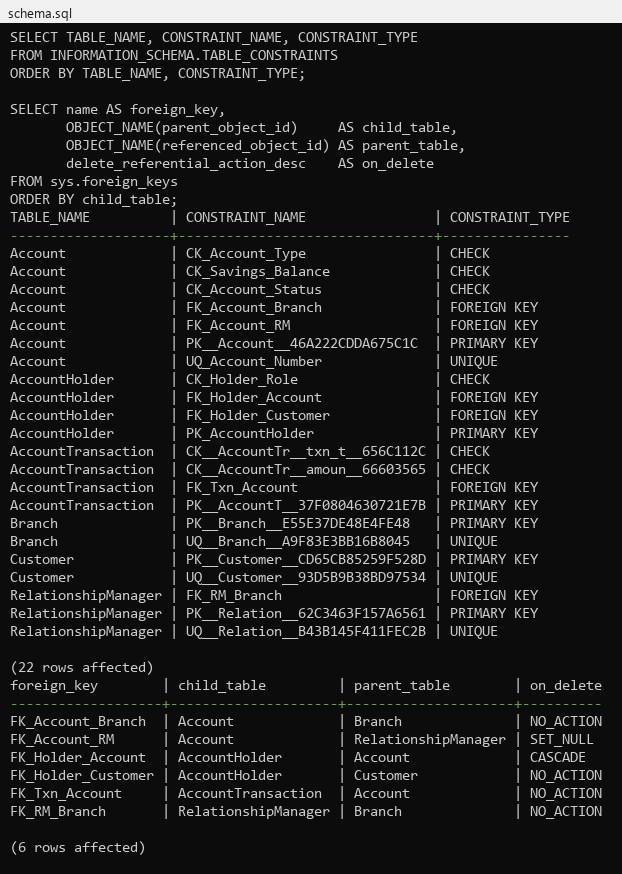 schema.sql
SELECT TABLE_NAME, CONSTRAINT_NAME, CONSTRAINT_TYPE
FROM INFORMATION_SCHEMA.TABLE_CONSTRAINTS
ORDER BY TABLE_NAME, CONSTRAINT_TYPE;

SELECT name AS foreign_key,
       OBJECT_NAME(parent_object_id)     AS child_table,
       OBJECT_NAME(referenced_object_id) AS parent_table,
       delete_referential_action_desc    AS on_delete
FROM sys.foreign_keys
ORDER BY child_table;
TABLE_NAME          | CONSTRAINT_NAME                | CONSTRAINT_TYPE
--------------------+--------------------------------+----------------
Account             | CK_Account_Type                | CHECK
Account             | CK_Savings_Balance             | CHECK
Account             | CK_Account_Status              | CHECK
Account             | FK_Account_Branch              | FOREIGN KEY
Account             | FK_Account_RM                  | FOREIGN KEY
Account             | PK__Account__46A222CDDA675C1C  | PRIMARY KEY
Account             | UQ_Account_Number              | UNIQUE
AccountHolder       | CK_Holder_Role                 | CHECK
AccountHolder       | FK_Holder_Account              | FOREIGN KEY
AccountHolder       | FK_Holder_Customer             | FOREIGN KEY
AccountHolder       | PK_AccountHolder               | PRIMARY KEY
AccountTransaction  | CK__AccountTr__txn_t__656C112C | CHECK
AccountTransaction  | CK__AccountTr__amoun__66603565 | CHECK
AccountTransaction  | FK_Txn_Account                 | FOREIGN KEY
AccountTransaction  | PK__AccountT__37F0804630721E7B | PRIMARY KEY
Branch              | PK__Branch__E55E37DE48E4FE48   | PRIMARY KEY
Branch              | UQ__Branch__A9F83E3BB16B8045   | UNIQUE
Customer            | PK__Customer__CD65CB85259F528D | PRIMARY KEY
Customer            | UQ__Customer__93D5B9B38BD97534 | UNIQUE
RelationshipManager | FK_RM_Branch                   | FOREIGN KEY
RelationshipManager | PK__Relation__62C3463F157A6561 | PRIMARY KEY
RelationshipManager | UQ__Relation__B43B145F411FEC2B | UNIQUE

(22 rows affected)
foreign_key        | child_table         | parent_table        | on_delete
-------------------+---------------------+---------------------+----------
FK_Account_Branch  | Account             | Branch              | NO_ACTION
FK_Account_RM      | Account             | RelationshipManager | SET_NULL
FK_Holder_Account  | AccountHolder       | Account             | CASCADE
FK_Holder_Customer | AccountHolder       | Customer            | NO_ACTION
FK_Txn_Account     | AccountTransaction  | Account             | NO_ACTION
FK_RM_Branch       | RelationshipManager | Branch              | NO_ACTION

(6 rows affected)